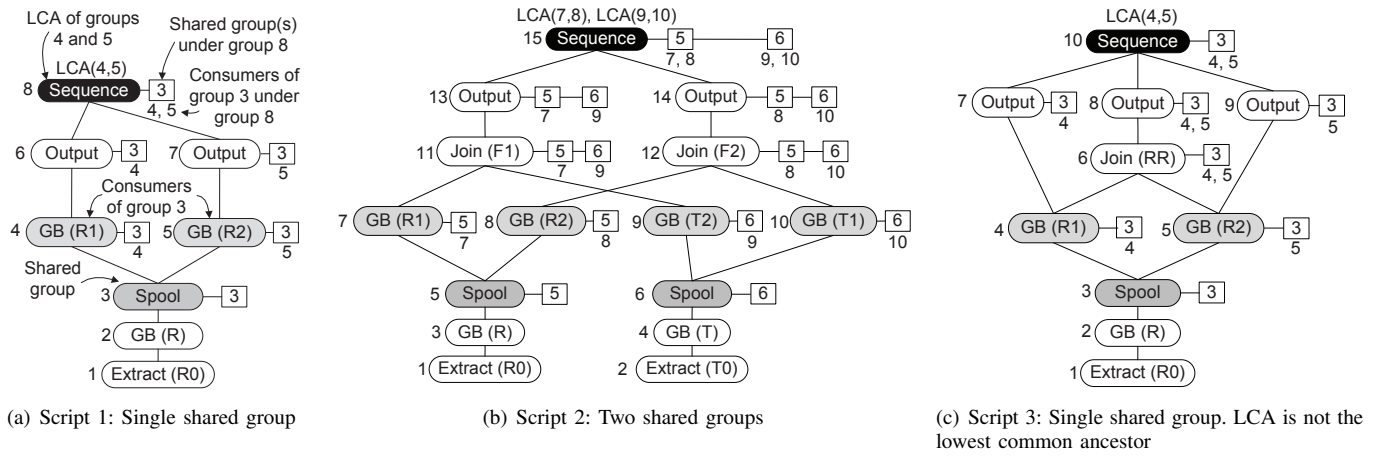 LCA of groups
4 and 5
Shared group(s)
under group 8
LCA(4,5)
8 Sequence 3
4, 5
Consumers of
group 3 under
group 8
6 Output 3
4
7 Output 3
5
Consumers
of group 3
4 GB (R1) 3
4
5 GB (R2) 3
5
Shared
group
3 Spool 3
2 GB (R)
1 Extract (R0)
(a) Script 1: Single shared group
LCA(7,8), LCA(9,10)
15 Sequence 5 6
7, 8 9, 10
13 Output 5 6
7 9
14 Output 5 6
8 10
11 Join (F1) 5 6
7 9
12 Join (F2) 5 6
8 10
7 GB (R1) 5
7
8 GB (R2) 5
8
9 GB (T2) 6
9
10 GB (T1) 6
10
5 Spool 5
6 Spool 6
3 GB (R)
4 GB (T)
1 Extract (R0)
2 Extract (T0)
(b) Script 2: Two shared groups
LCA(4,5)
10 Sequence 3
4, 5
7 Output 3
4
8 Output 3
4, 5
9 Output 3
5
6 Join (RR) 3
4, 5
4 GB (R1) 3
4
5 GB (R2) 3
5
3 Spool 3
2 GB (R)
1 Extract (R0)
(c) Script 3: Single shared group. LCA is not the
lowest common ancestor